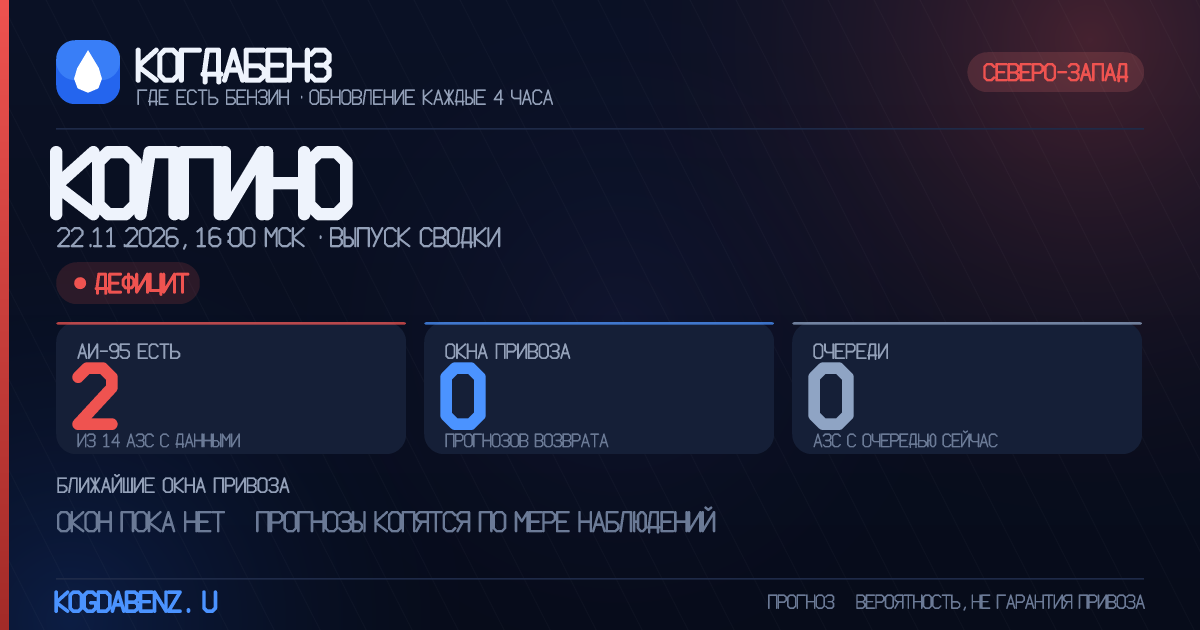 КОГДАБЕНЗ
ГДЕ ЕСТЬ БЕНЗИН · ОБНОВЛЕНИЕ КАЖДЫЕ 4 ЧАСА
СЕВЕРО-ЗАПАД
КОЛПИНО
22.11 2026, 16:00 МСК · ВЫПУСК СВОДКИ
ДЕФИЦИТ
АИ-95 ЕСТЬ
2
ИЗ 14 АЗС С ДАННЫМИ
ОКНА ПРИВОЗА
0
ПРОГНОЗОВ ВОЗВРАТА
ОЧЕРЕДИ
0
АЗС С ОЧЕРЕДЬЮ СЕЙЧАС
БЛИЖАЙШИЕ ОКНА ПРИВОЗА
ОКОН ПОКА НЕТ ПРОГНОЗЫ КОПЯТСЯ ПО МЕРЕ НАБЛЮДЕНИЙ
KOGDABENZ. U
ПРОГНОЗ ВЕРОЯТНОСТЬ, НЕ ГАРАНТИЯ ПРИВОЗА